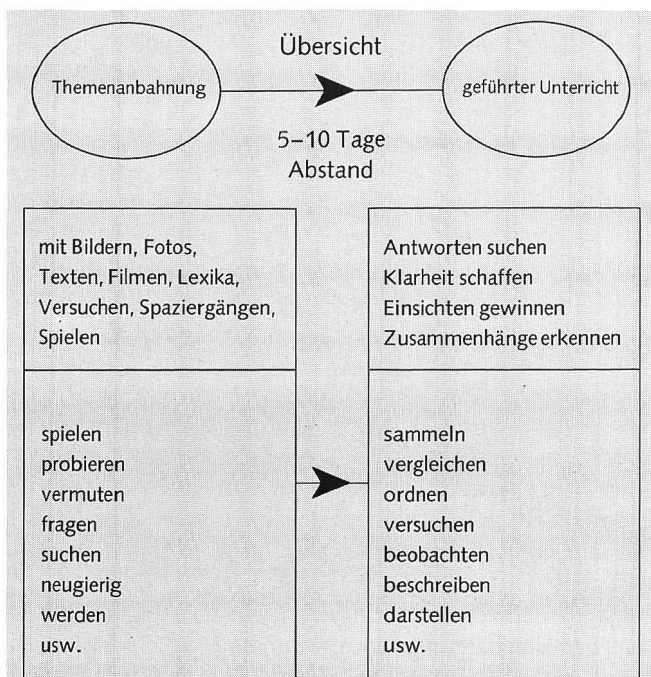 Übersicht
Themenanbahnung
geführter Unterricht
5–10 Tage
Abstand
mit Bildern, Fotos,
Texten, Filmen, Lexika,
Versuchen, Spaziergängen,
Spielen
Antworten suchen
Klarheit schaffen
Einsichten gewinnen
Zusammenhänge erkennen
spielen
probieren
vermuten
fragen
suchen
neugierig
werden
usw.
sammeln
vergleichen
ordnen
versuchen
beobachten
beschreiben
darstellen
usw.